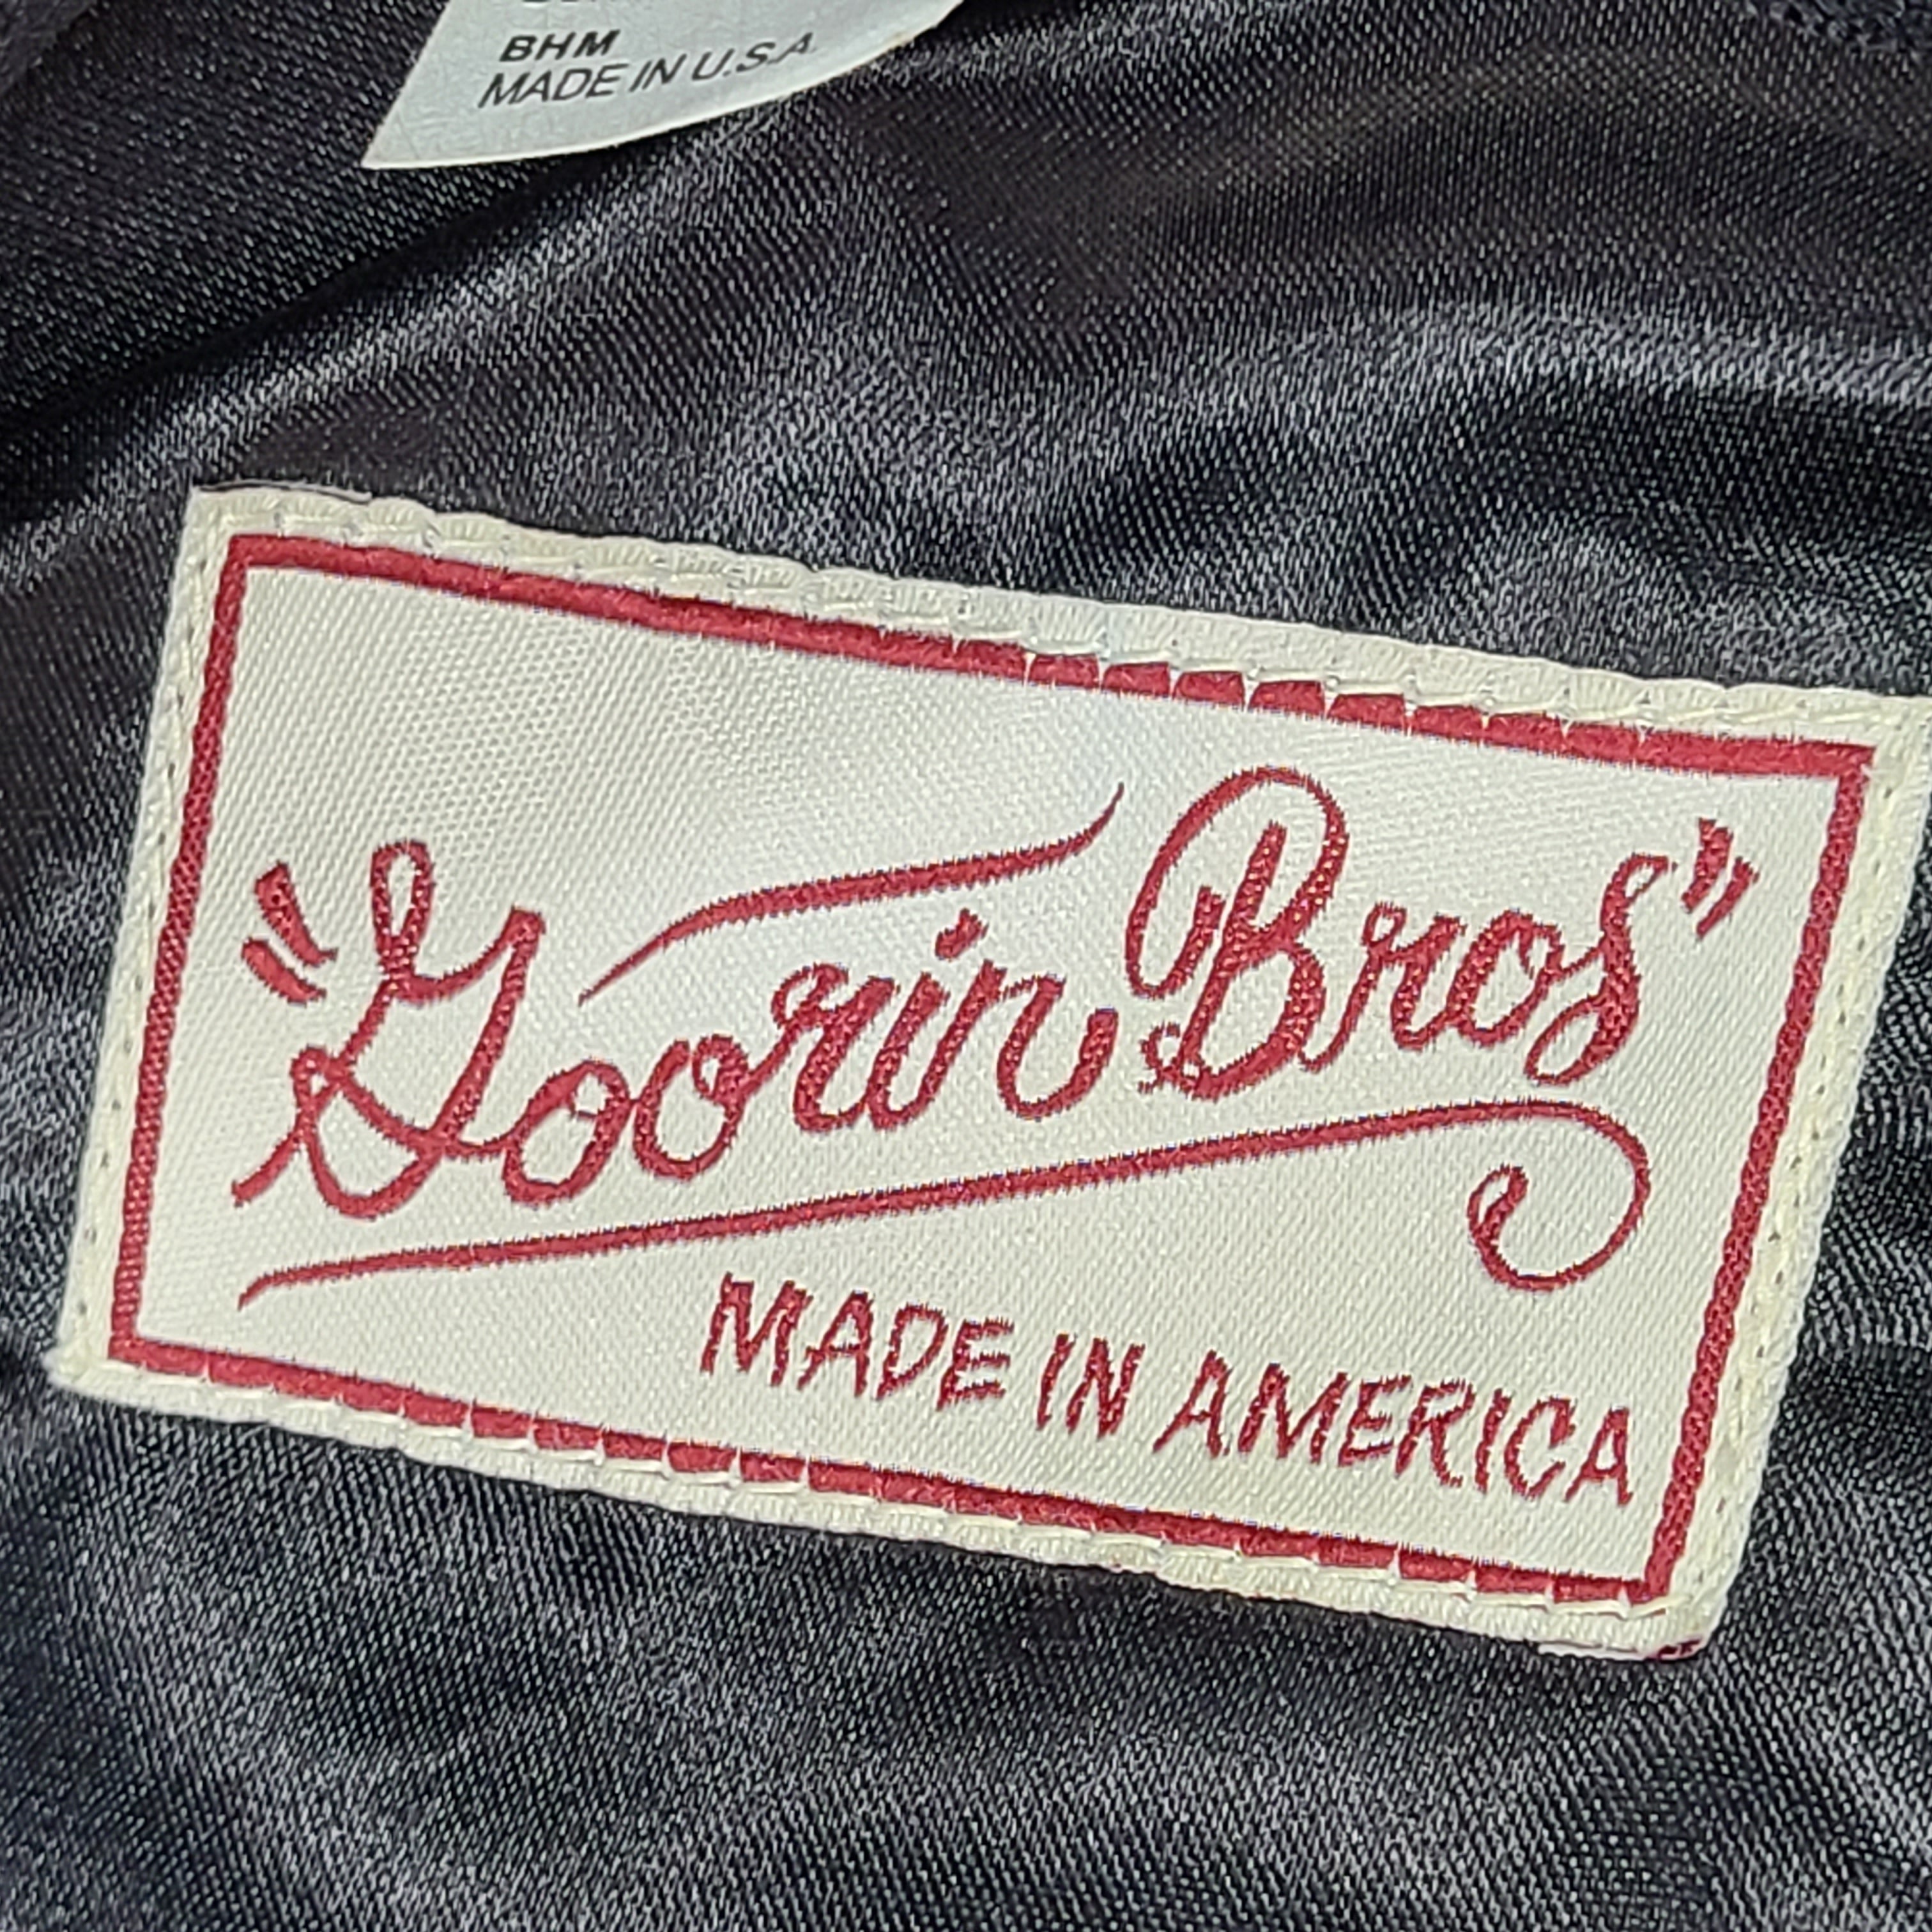 BHM
MADE IN U.S.A.
"Goorin Bros"
MADE IN AMERICA